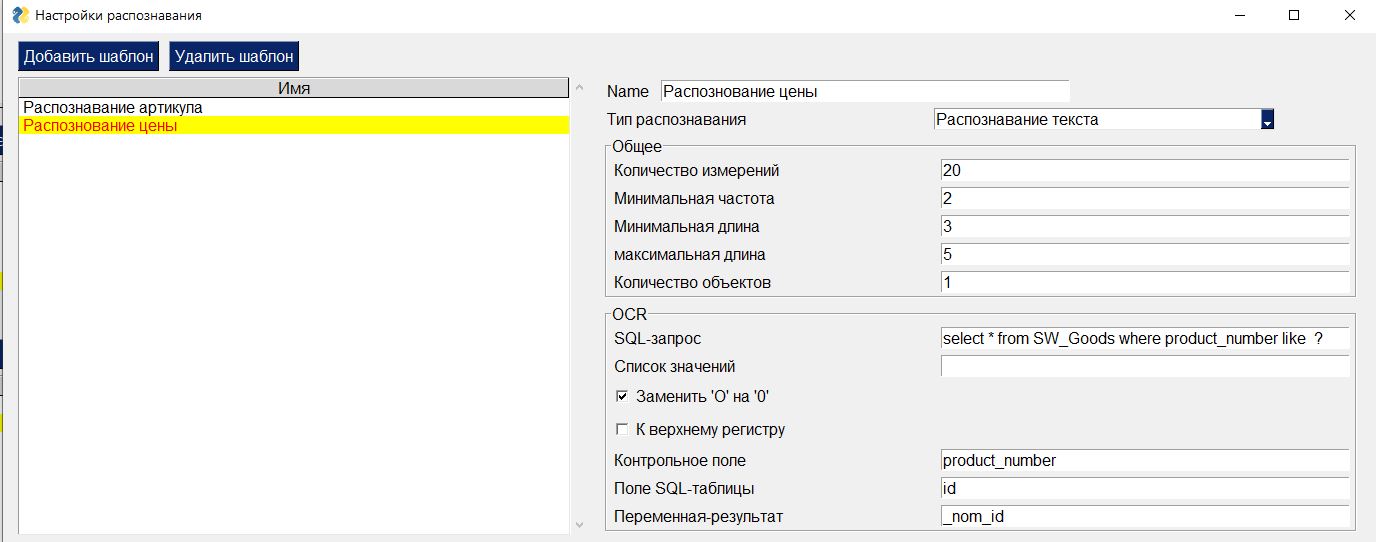 Настройки распознавания
Добавить шаблон Удалить шаблон
Имя
Распознавание артикула
Распознование цены
Name Распознование цены
Тип распознавания Распознавание текста
Общее
Количество измерений 20
Минимальная частота 2
Минимальная длина 3
максимальная длина 5
Количество объектов 1
OCR
SQL-запрос select * from SW_Goods where product_number like ?
Список значений
Заменить 'O' на '0'
К верхнему регистру
Контрольное поле product_number
Поле SQL-таблицы id
Переменная-результат _nom_id